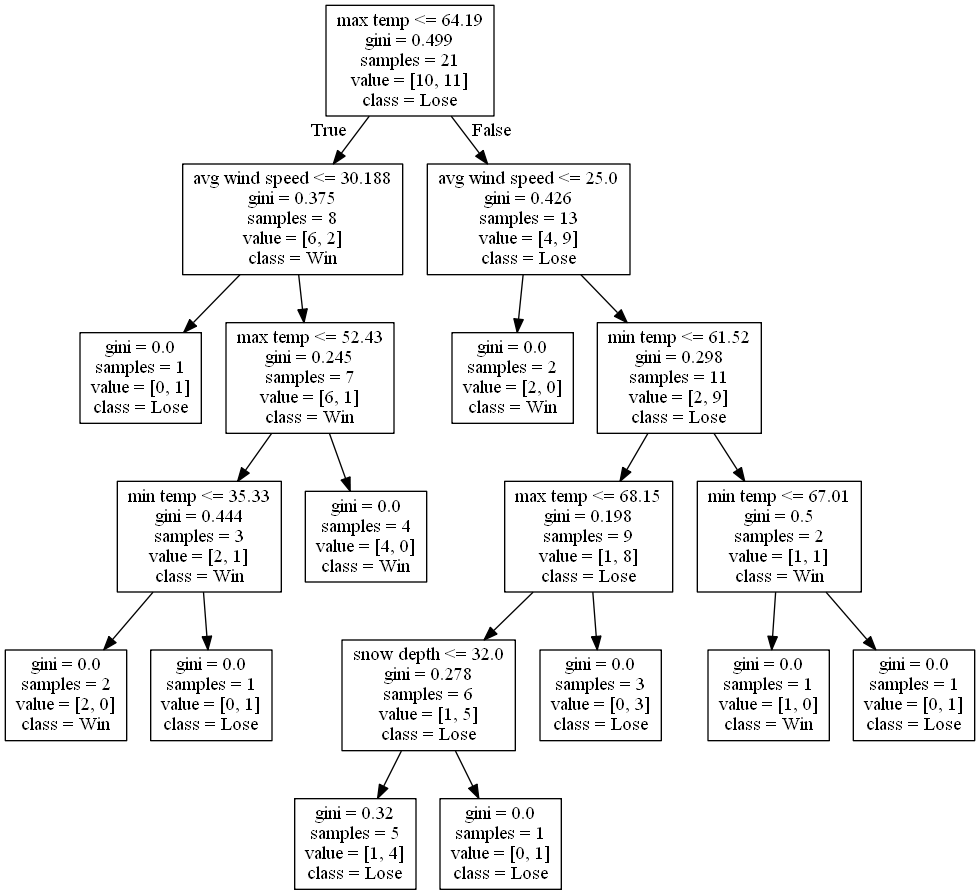 max temp <= 64.19
gini = 0.499
samples = 21
value = [10, 11]
class = Lose
True
False
avg wind speed <= 30.188
gini = 0.375
samples = 8
value = [6, 2]
class = Win
avg wind speed <= 25.0
gini = 0.426
samples = 13
value = [4, 9]
class = Lose
gini = 0.0
samples = 1
value = [0, 1]
class = Lose
max temp <= 52.43
gini = 0.245
samples = 7
value = [6, 1]
class = Win
gini = 0.0
samples = 2
value = [2, 0]
class = Win
min temp <= 61.52
gini = 0.298
samples = 11
value = [2, 9]
class = Lose
min temp <= 35.33
gini = 0.444
samples = 3
value = [2, 1]
class = Win
gini = 0.0
samples = 4
value = [4, 0]
class = Win
max temp <= 68.15
gini = 0.198
samples = 9
value = [1, 8]
class = Lose
min temp <= 67.01
gini = 0.5
samples = 2
value = [1, 1]
class = Win
gini = 0.0
samples = 2
value = [2, 0]
class = Win
gini = 0.0
samples = 1
value = [0, 1]
class = Lose
snow depth <= 32.0
gini = 0.278
samples = 6
value = [1, 5]
class = Lose
gini = 0.0
samples = 3
value = [0, 3]
class = Lose
gini = 0.0
samples = 1
value = [1, 0]
class = Win
gini = 0.0
samples = 1
value = [0, 1]
class = Lose
gini = 0.32
samples = 5
value = [1, 4]
class = Lose
gini = 0.0
samples = 1
value = [0, 1]
class = Lose